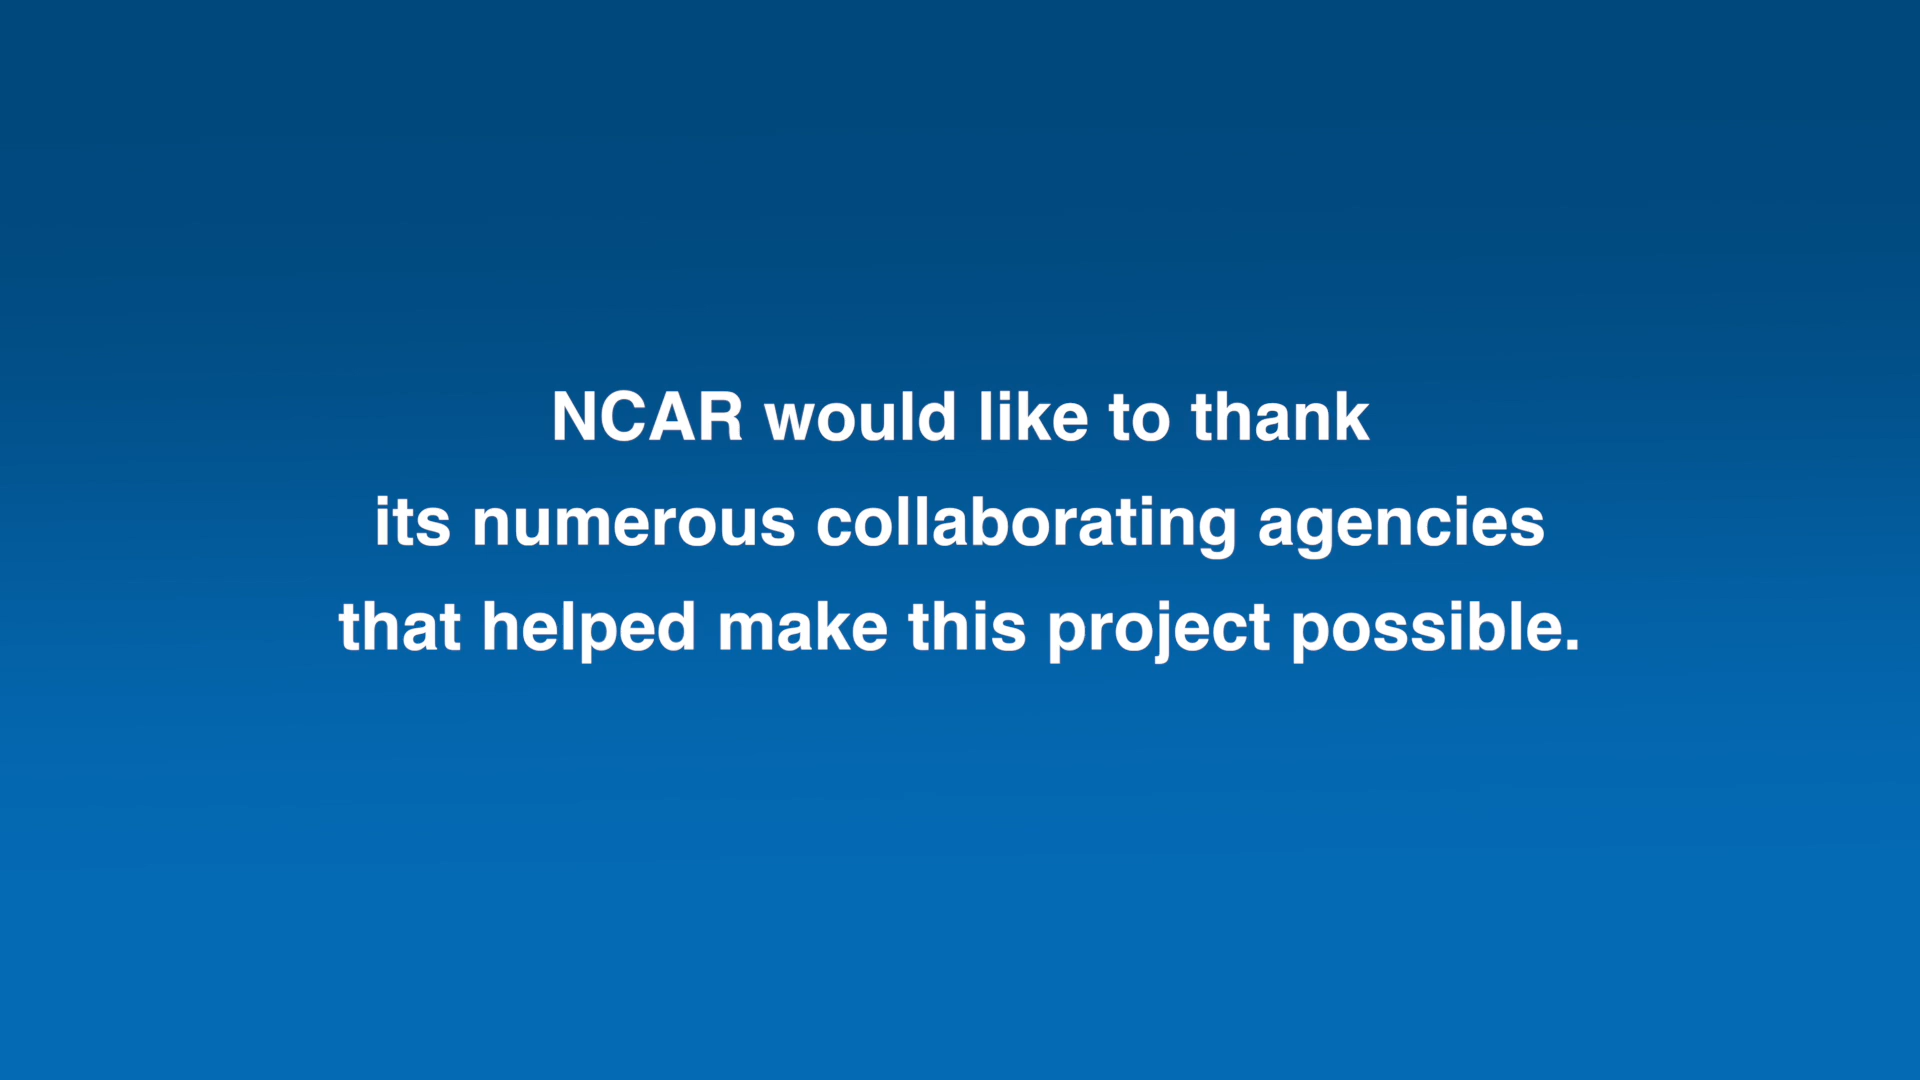 NCAR would like to thank
its numerous collaborating agencies
that helped make this project possible.